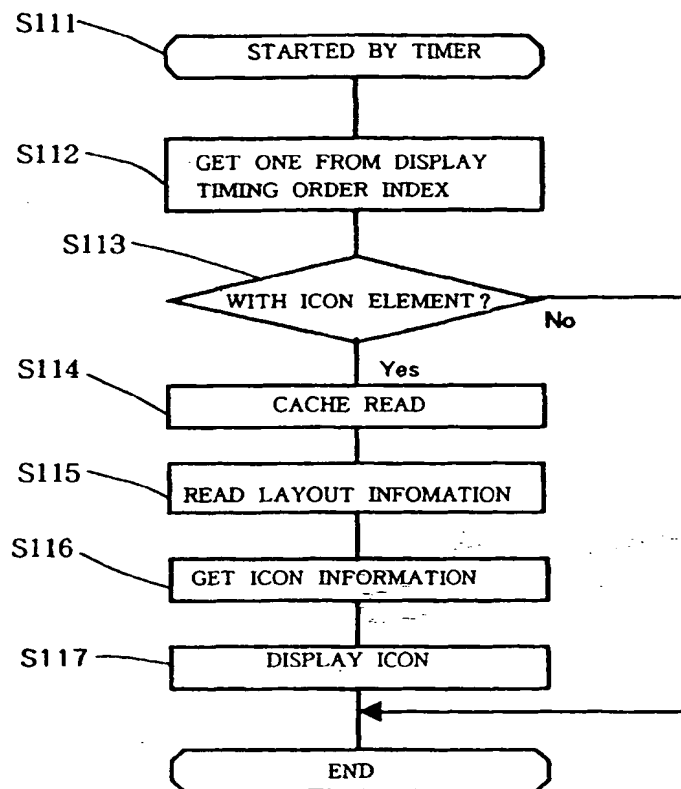 S111
STARTED BY TIMER
S112
GET ONE FROM DISPLAY
TIMING ORDER INDEX
S113
WITH ICON ELEMENT?
No
Yes
S114
CACHE READ
S115
READ LAYOUT INFOMATION
S116
GET ICON INFORMATION
S117
DISPLAY ICON
END